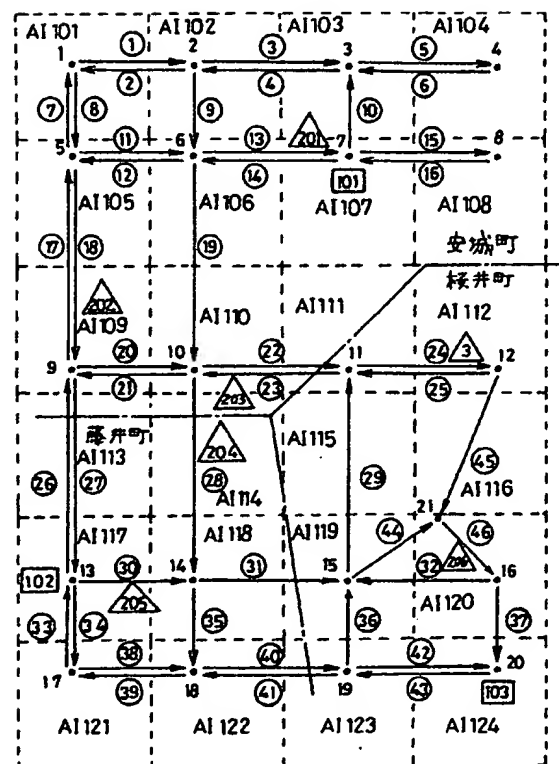 AI101 AI102 AI103 AI104
1 ① 2 ③ 3 ⑤ 4
② ④ ⑥
⑦ ⑧ ⑨ ⑩
5 ⑪ 6 ⑬ 201 7 ⑮ 8
⑫ ⑭ 101 ⑯
AI105 AI106 AI107 AI108
⑰ ⑱ ⑲
安城町
桜井町
202 AI111 AI112
AI109 AI110
9 ⑳ 10 ㉒ 11 ㉔ 3 12
㉑ 203 ㉓ ㉕
藤井町 204 AI115
AI113 ㊺
㉖ ㉗ ㉘ AI114 ㉙ AI116
21
AI117 AI118 AI119 ㊹ ㊻
102 13 ㉚ 14 ㉛ 15 ㉜ 16
205 AI120
㉝ ㉞ ㉟ ㊱ ㊲
17 ㊳ 18 ㊵ 19 ㊷ 20
㊴ ㊶ ㊸ 103
AI121 AI122 AI123 AI124